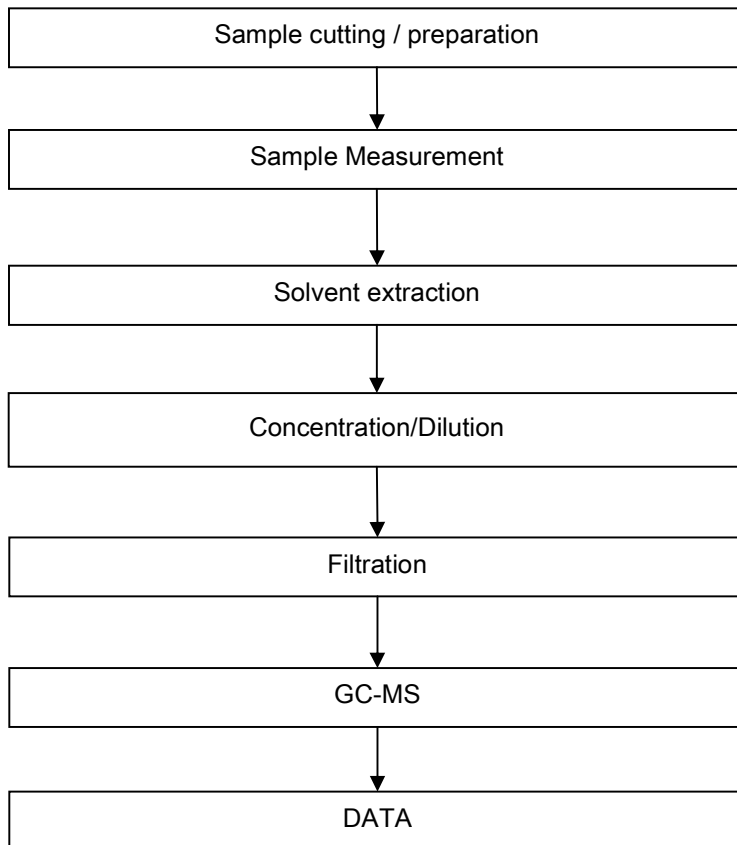 Sample cutting / preparation
Sample Measurement
Solvent extraction
Concentration/Dilution
Filtration
GC-MS
DATA